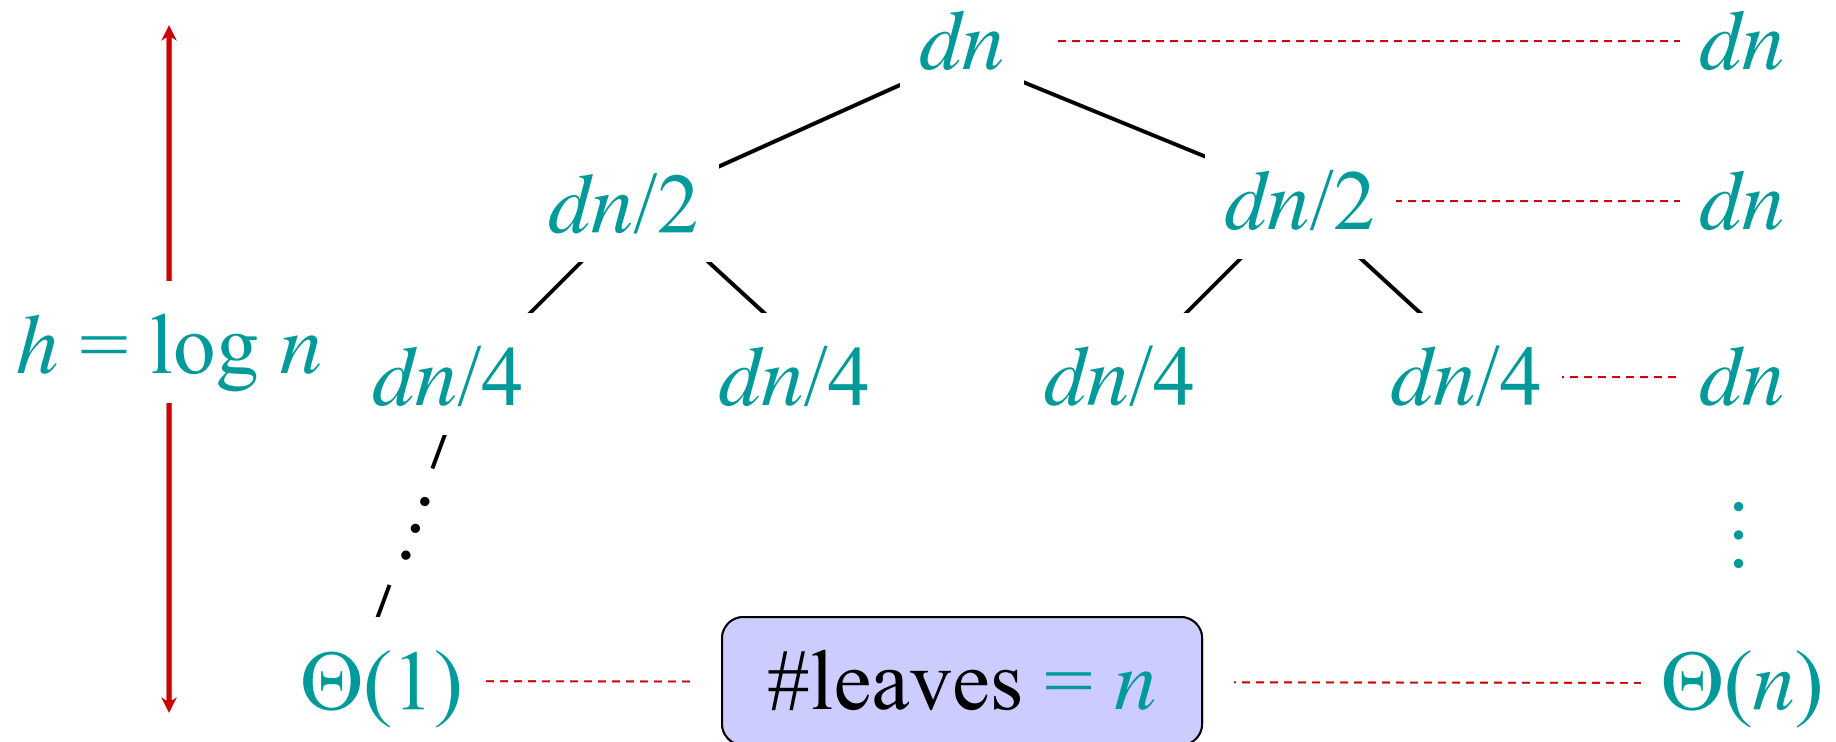 dn dn
dn/2 dn/2 dn
h = log n dn/4 dn/4 dn/4 dn/4 dn
Θ(1) #leaves = n Θ(n)